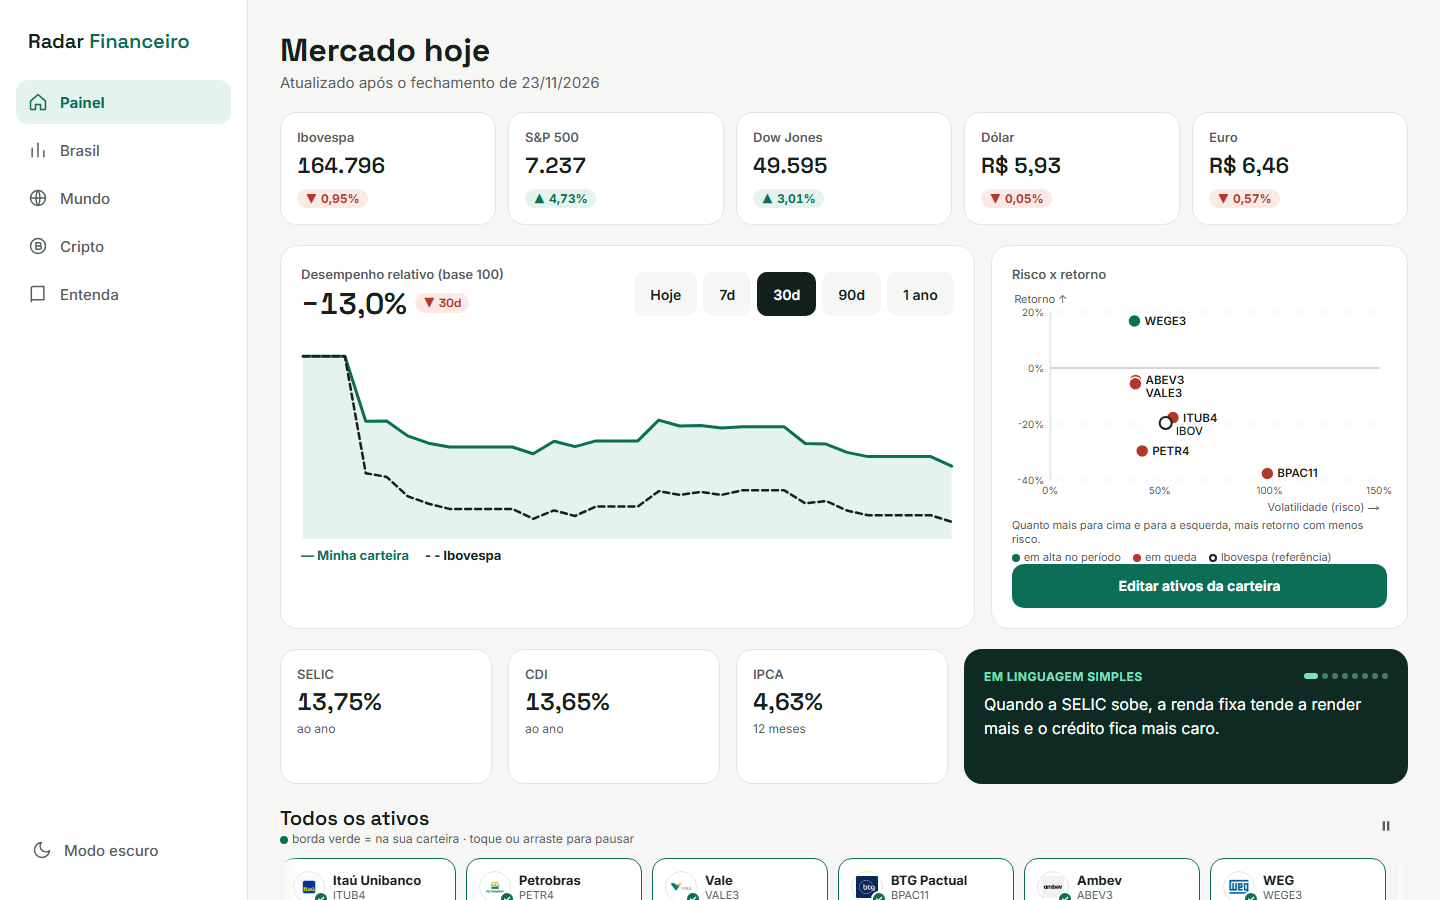 Radar Financeiro
Painel
Brasil
Mundo
Cripto
Entenda
Modo escuro
Mercado hoje
Atualizado após o fechamento de 23/11/2026
Ibovespa
164.796
▼ 0,95%
S&P 500
7.237
▲ 4,73%
Dow Jones
49.595
▲ 3,01%
Dólar
R$ 5,93
▼ 0,05%
Euro
R$ 6,46
▼ 0,57%
Desempenho relativo (base 100)
−13,0% ▼ 30d
Hoje 7d 30d 90d 1 ano
— Minha carteira - - Ibovespa
Risco x retorno
Retorno ↑
20%
WEGE3
0%
ABEV3
VALE3
-20%
ITUB4
IBOV
PETR4
BPAC11
-40%
0% 50% 100% 150%
Volatilidade (risco) →
Quanto mais para cima e para a esquerda, mais retorno com menos
risco.
em alta no período em queda Ibovespa (referência)
Editar ativos da carteira
SELIC
13,75%
ao ano
CDI
13,65%
ao ano
IPCA
4,63%
12 meses
EM LINGUAGEM SIMPLES
Quando a SELIC sobe, a renda fixa tende a render
mais e o crédito fica mais caro.
Todos os ativos
borda verde = na sua carteira · toque ou arraste para pausar
Itaú
Itaú Unibanco
ITUB4
PETROBRAS
Petrobras
PETR4
VALE
Vale
VALE3
btg
BTG Pactual
BPAC11
ambev
Ambev
ABEV3
WEG
WEG
WEGE3